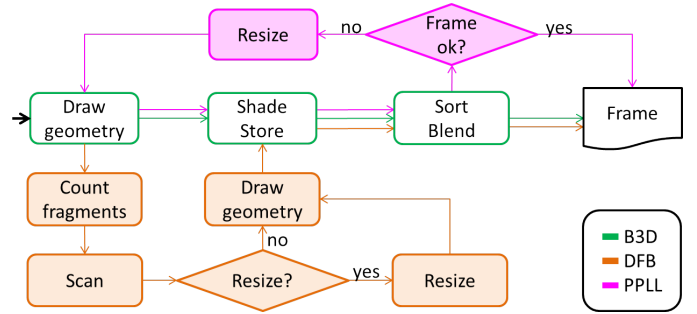 Resize
no
Frame
ok?
yes
Draw
geometry
Shade
Store
Sort
Blend
Frame
Count
fragments
Draw
geometry
no
Scan
Resize?
yes
Resize
B3D
DFB
PPLL